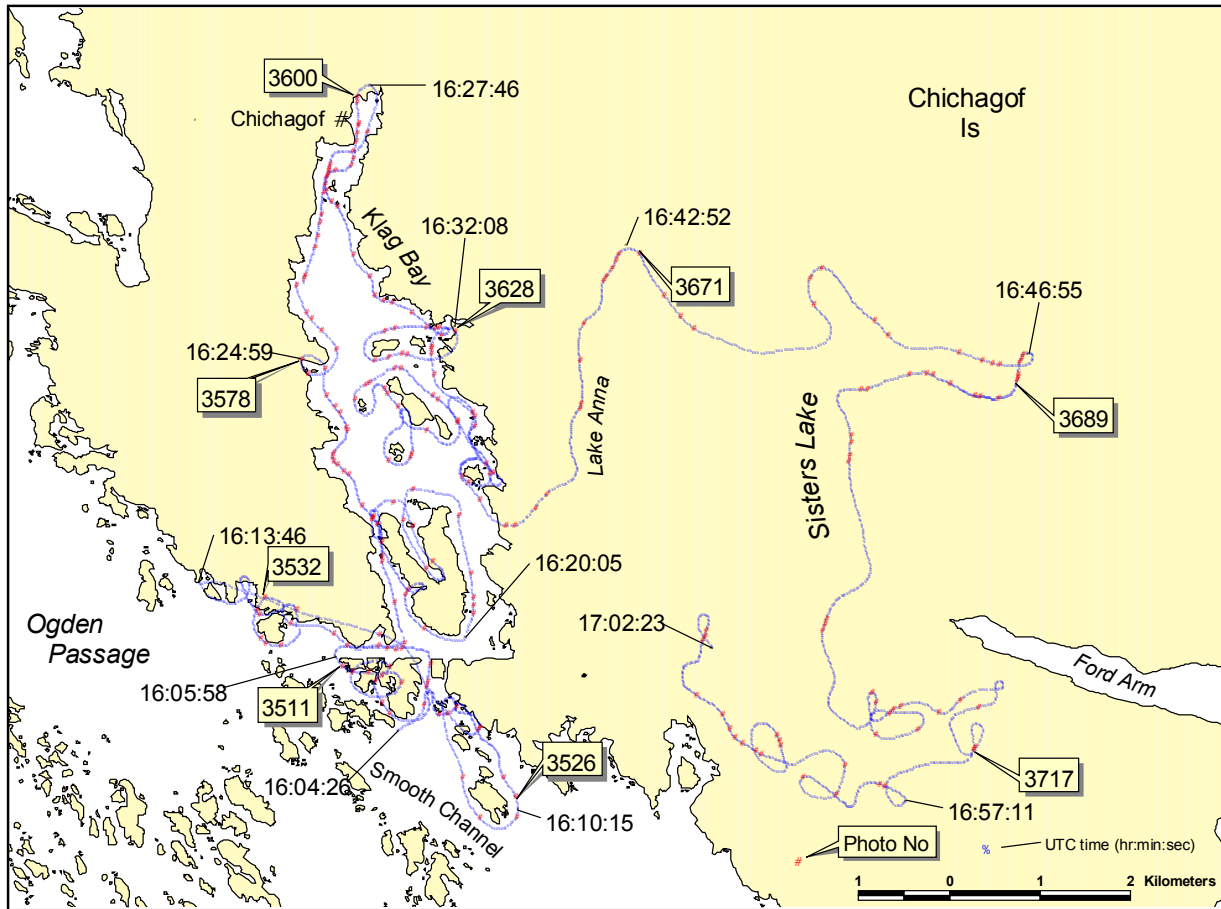 3600
16:27:46
Chichagof #
Chichagof
Is
Klag Bay
16:32:08
16:42:52
3628
3671
16:46:55
16:24:59
3578
Lake Anna
Sisters Lake
3689
16:13:46
3532
16:20:05
Ogden
Passage
17:02:23
Ford Arm
16:05:58
3511
3526
3717
16:04:26
Smooth Channel
16:10:15
16:57:11
# Photo No
% UTC time (hr:min:sec)
1 0 1 2 Kilometers